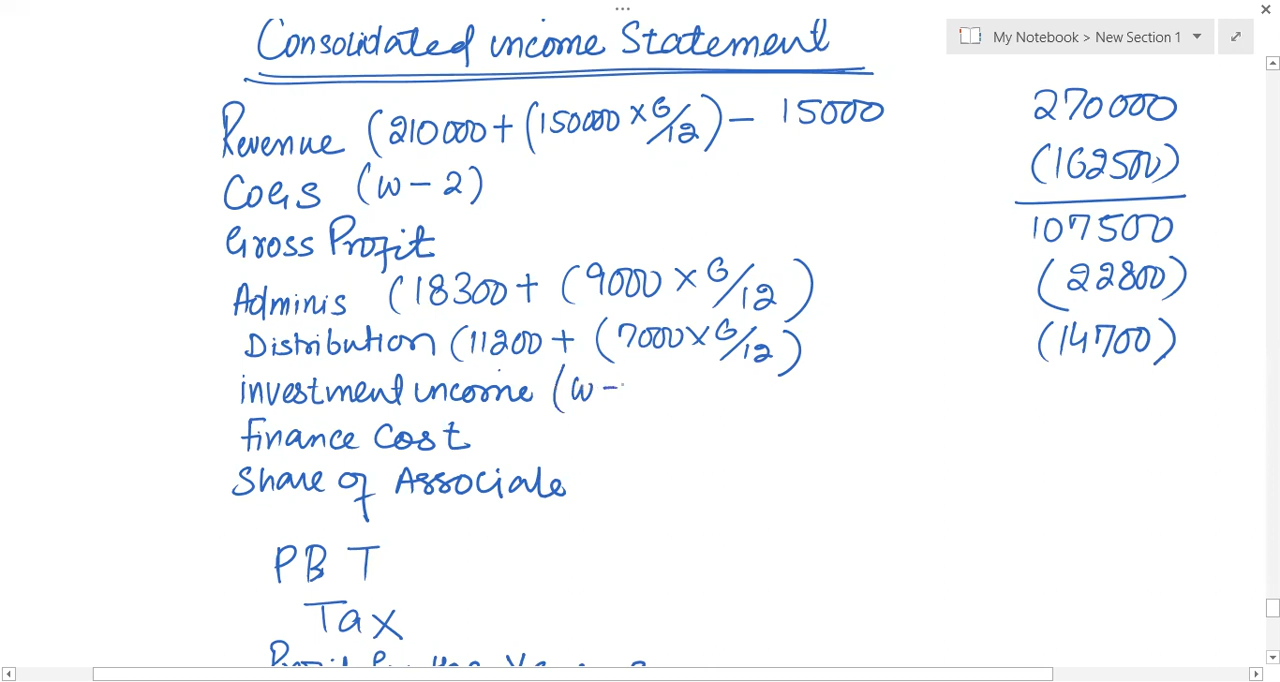 Consolidated income Statement
My Notebook > New Section 1
Revenue (210000 + (150000 × 6/12) – 15000 270000
COGS (W – 2) (162500)
Gross Profit 107500
Adminis (18300 + (9000 × 6/12) (22800)
Distribution (11200 + (7000 × 6/12) (14700)
investment income (W –
Finance Cost
Share of Associate
PBT
Tax